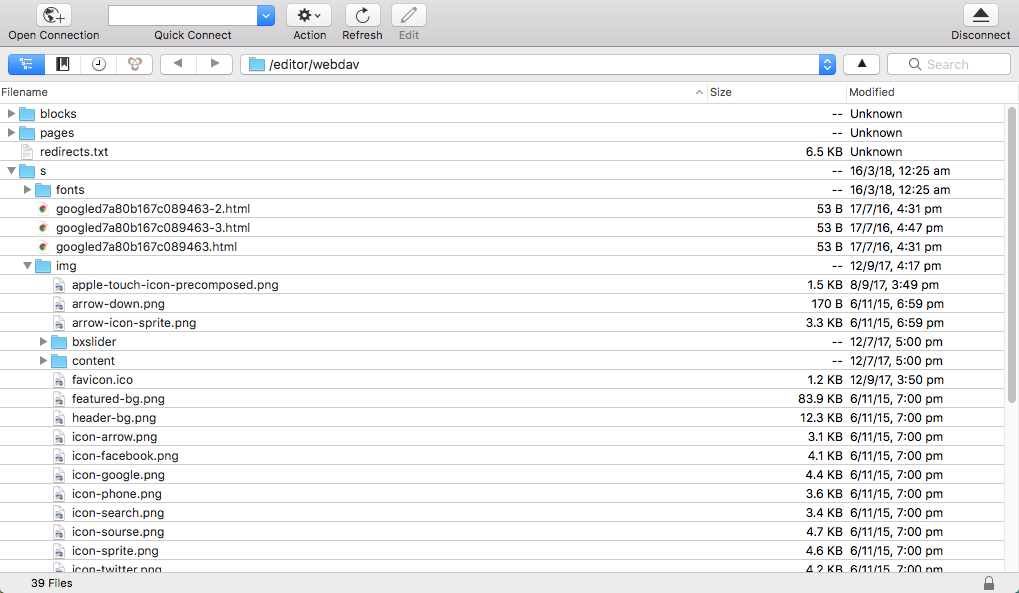 Open Connection Quick Connect Action Refresh Edit Disconnect
/editor/webdav Search
Filename Size Modified
blocks -- Unknown
pages -- Unknown
redirects.txt 6.5 KB Unknown
s -- 16/3/18, 12:25 am
fonts -- 16/3/18, 12:25 am
googled7a80b167c089463-2.html 53 B 17/7/16, 4:31 pm
googled7a80b167c089463-3.html 53 B 17/7/16, 4:47 pm
googled7a80b167c089463.html 53 B 17/7/16, 4:31 pm
img -- 12/9/17, 4:17 pm
apple-touch-icon-precomposed.png 1.5 KB 8/9/17, 3:49 pm
arrow-down.png 170 B 6/11/15, 6:59 pm
arrow-icon-sprite.png 3.3 KB 6/11/15, 6:59 pm
bxslider -- 12/7/17, 5:00 pm
content -- 12/7/17, 5:00 pm
favicon.ico 1.2 KB 12/9/17, 3:50 pm
featured-bg.png 83.9 KB 6/11/15, 7:00 pm
header-bg.png 12.3 KB 6/11/15, 7:00 pm
icon-arrow.png 3.1 KB 6/11/15, 7:00 pm
icon-facebook.png 4.1 KB 6/11/15, 7:00 pm
icon-google.png 4.4 KB 6/11/15, 7:00 pm
icon-phone.png 3.6 KB 6/11/15, 7:00 pm
icon-search.png 3.4 KB 6/11/15, 7:00 pm
icon-sourse.png 4.7 KB 6/11/15, 7:00 pm
icon-sprite.png 4.6 KB 6/11/15, 7:00 pm
icon-twitter.png 4.2 KB 6/11/15, 7:00 pm
39 Files